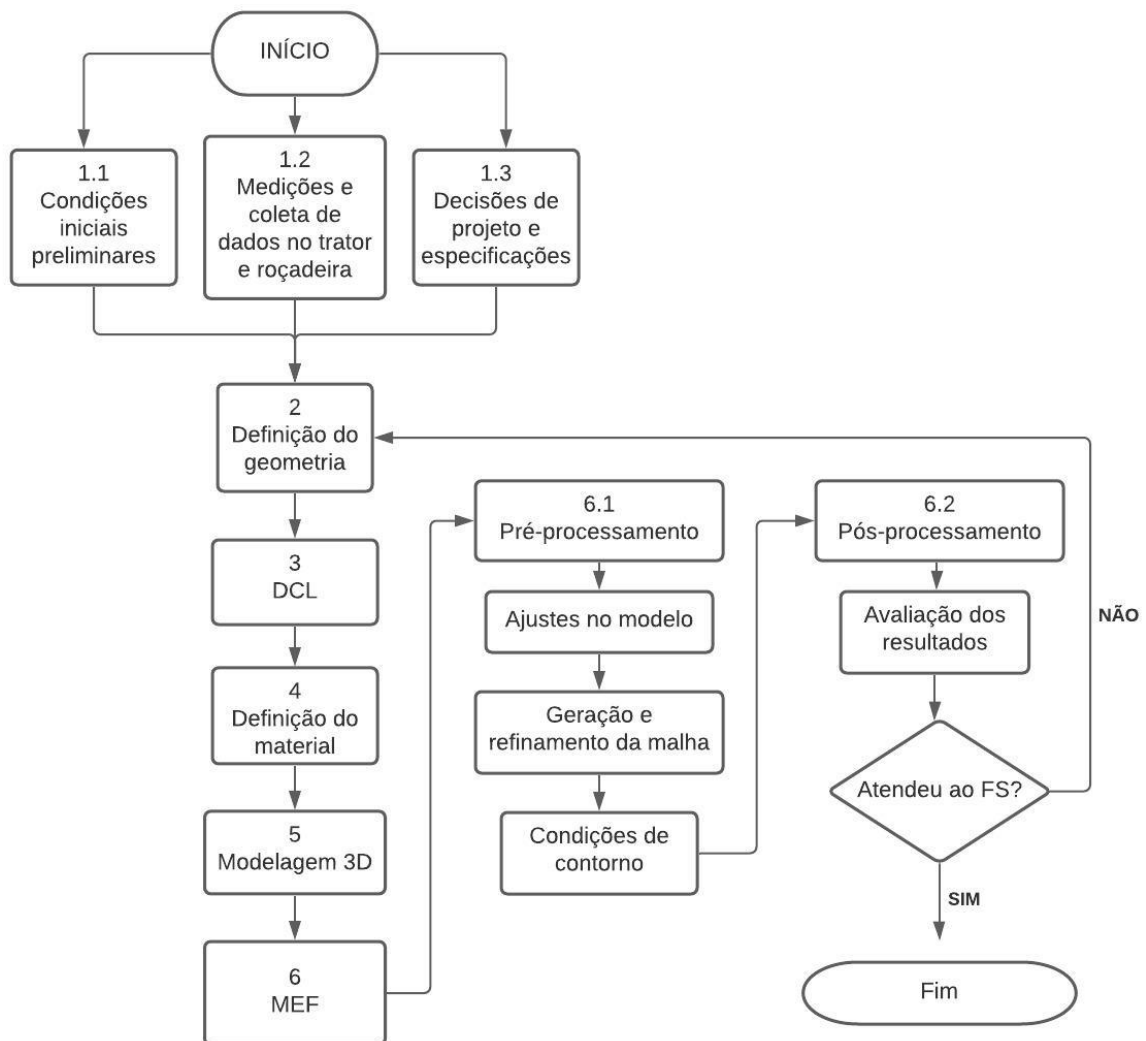 INÍCIO
1.1
Condições
iniciais
preliminares
1.2
Medições e
coleta de
dados no trator
e roçadeira
1.3
Decisões de
projeto e
especificações
2
Definição do
geometria
3
DCL
4
Definição do
material
5
Modelagem 3D
6
MEF
6.1
Pré-processamento
Ajustes no modelo
Geração e
refinamento da malha
Condições de
contorno
6.2
Pós-processamento
Avaliação dos
resultados
Atendeu ao FS?
NÃO
SIM
Fim